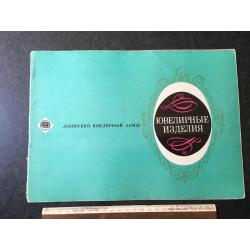 ЛЬВОВСКИЙ ЮВЕЛИРНЫЙ ЗАВОД
ЮВЕЛИРНЫЕ
ИЗДЕЛИЯ